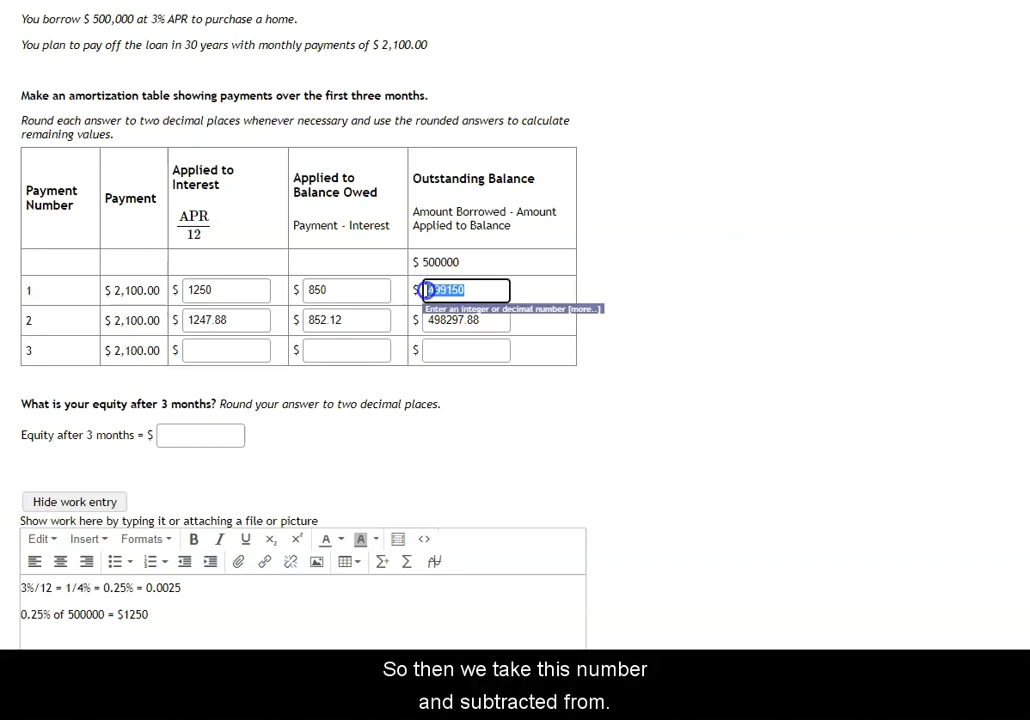 You borrow $ 500,000 at 3% APR to purchase a home.
You plan to pay off the loan in 30 years with monthly payments of $ 2,100.00
Make an amortization table showing payments over the first three months.
Round each answer to two decimal places whenever necessary and use the rounded answers to calculate
remaining values.
Payment Number
Payment
Applied to Interest
APR
12
Applied to Balance Owed
Payment - Interest
Outstanding Balance
Amount Borrowed - Amount Applied to Balance
$ 500000
1 $ 2,100.00 $ 1250 $ 850 $ 499150
Enter an integer or decimal number [more..]
2 $ 2,100.00 $ 1247.88 $ 852.12 $ 498297.88
3 $ 2,100.00 $ $ $
What is your equity after 3 months? Round your answer to two decimal places.
Equity after 3 months = $
Hide work entry
Show work here by typing it or attaching a file or picture
Edit Insert Formats B I U x₂ x² A A <>
3%/12 = 1/4% = 0.25% = 0.0025
0.25% of 500000 = $1250
So then we take this number
and subtracted from.